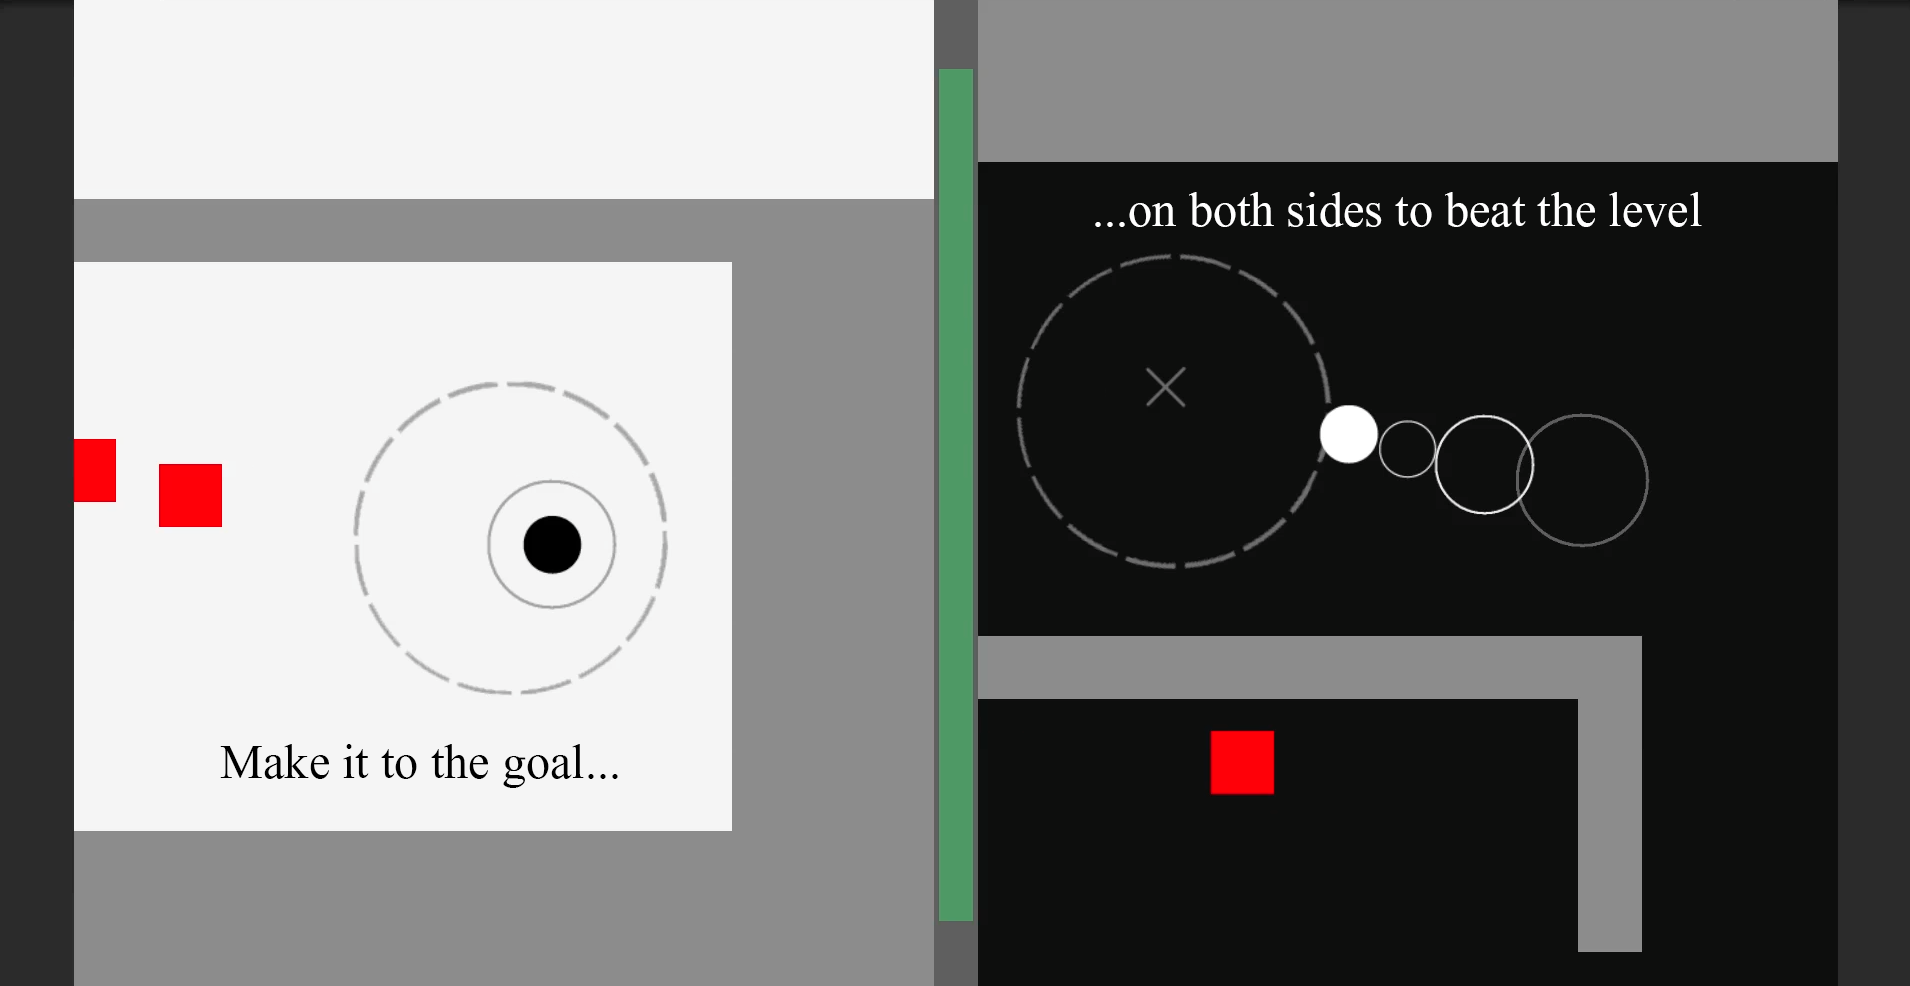 Make it to the goal...
...on both sides to beat the level